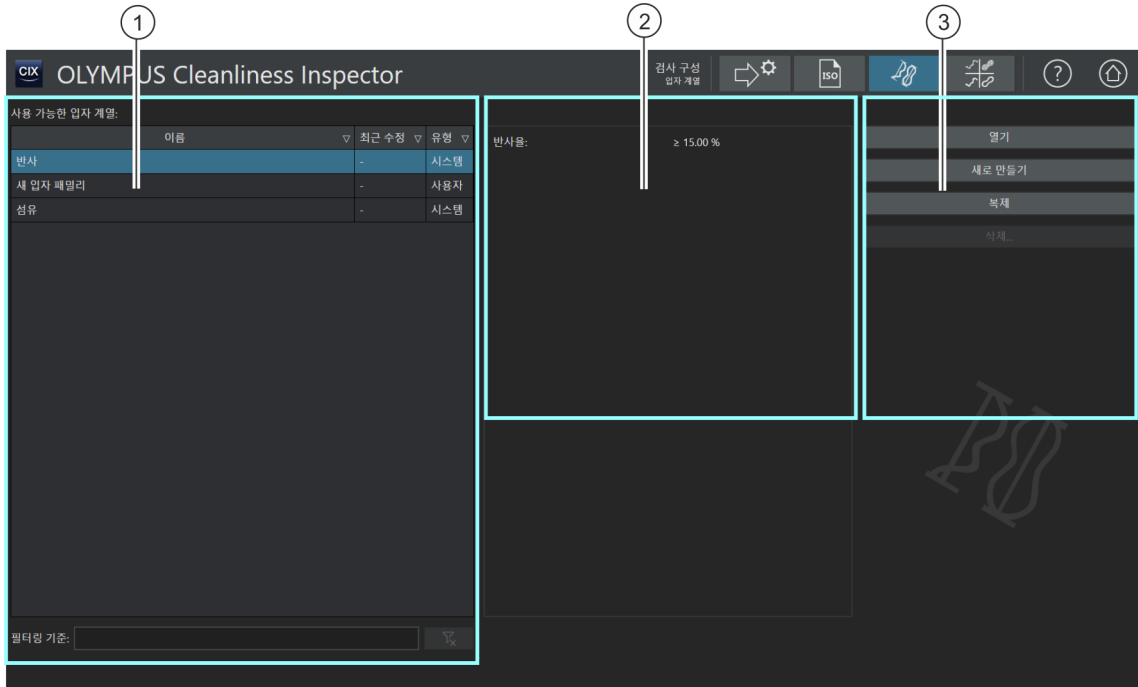 1 2 3
CIX OLYMPUS Cleanliness Inspector
검사 구성
입자 계열
ISO
?
사용 가능한 입자 계열:
이름 최근 수정 유형
반사 - 시스템
새 입자 패밀리 - 사용자
섬유 - 시스템
필터링 기준:
반사율: ≥ 15.00 %
열기
새로 만들기
복제
삭제...